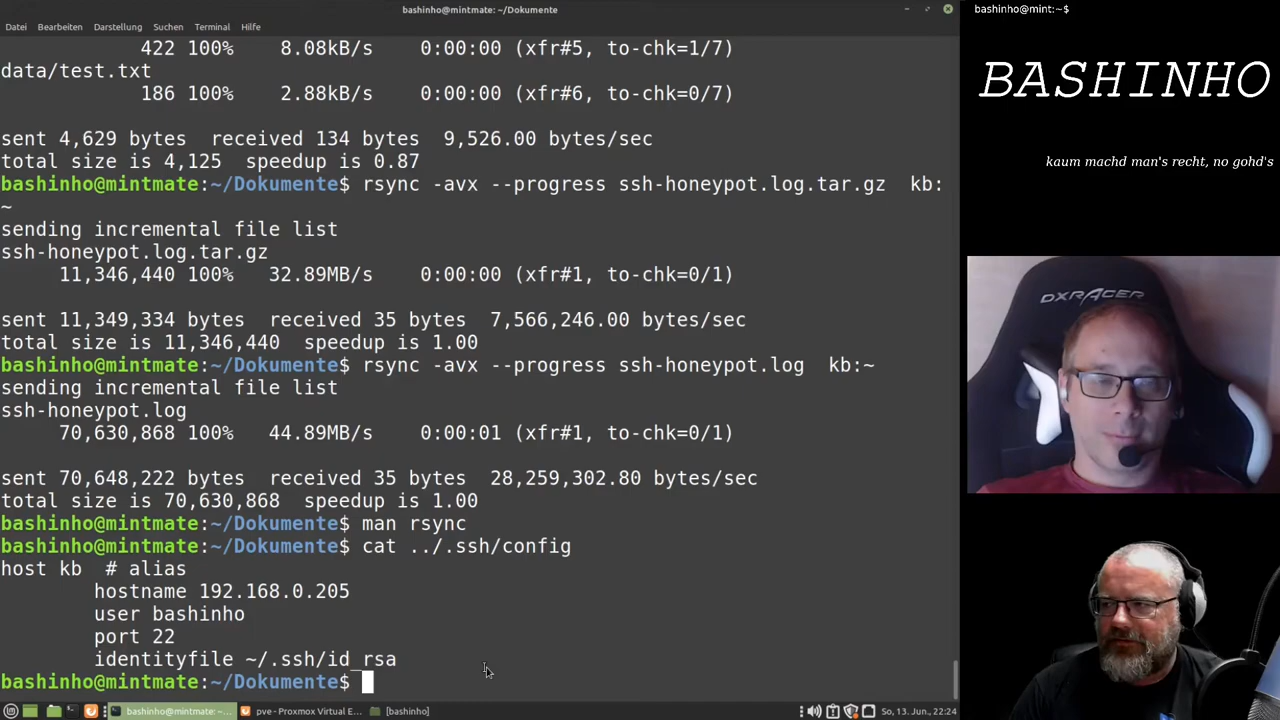 bashinho@mintmate: ~/Dokumente
bashinho@mint:~$
Datei Bearbeiten Darstellung Suchen Terminal Hilfe
422 100% 8.08kB/s 0:00:00 (xfr#5, to-chk=1/7)
data/test.txt
186 100% 2.88kB/s 0:00:00 (xfr#6, to-chk=0/7)
sent 4,629 bytes received 134 bytes 9,526.00 bytes/sec
total size is 4,125 speedup is 0.87
bashinho@mintmate:~/Dokumente$ rsync -avx --progress ssh-honeypot.log.tar.gz kb:
~
sending incremental file list
ssh-honeypot.log.tar.gz
11,346,440 100% 32.89MB/s 0:00:00 (xfr#1, to-chk=0/1)
sent 11,349,334 bytes received 35 bytes 7,566,246.00 bytes/sec
total size is 11,346,440 speedup is 1.00
bashinho@mintmate:~/Dokumente$ rsync -avx --progress ssh-honeypot.log kb:~
sending incremental file list
ssh-honeypot.log
70,630,868 100% 44.89MB/s 0:00:01 (xfr#1, to-chk=0/1)
sent 70,648,222 bytes received 35 bytes 28,259,302.80 bytes/sec
total size is 70,630,868 speedup is 1.00
bashinho@mintmate:~/Dokumente$ man rsync
bashinho@mintmate:~/Dokumente$ cat ../.ssh/config
host kb # alias
hostname 192.168.0.205
user bashinho
port 22
identityfile ~/.ssh/id_rsa
bashinho@mintmate:~/Dokumente$
BASHINHO
kaum machd man's recht, no gohd's
DXRACER
bashinho@mintmate: ~/D...
pve - Proxmox Virtual E...
[bashinho]
So, 13. Jun., 22:24